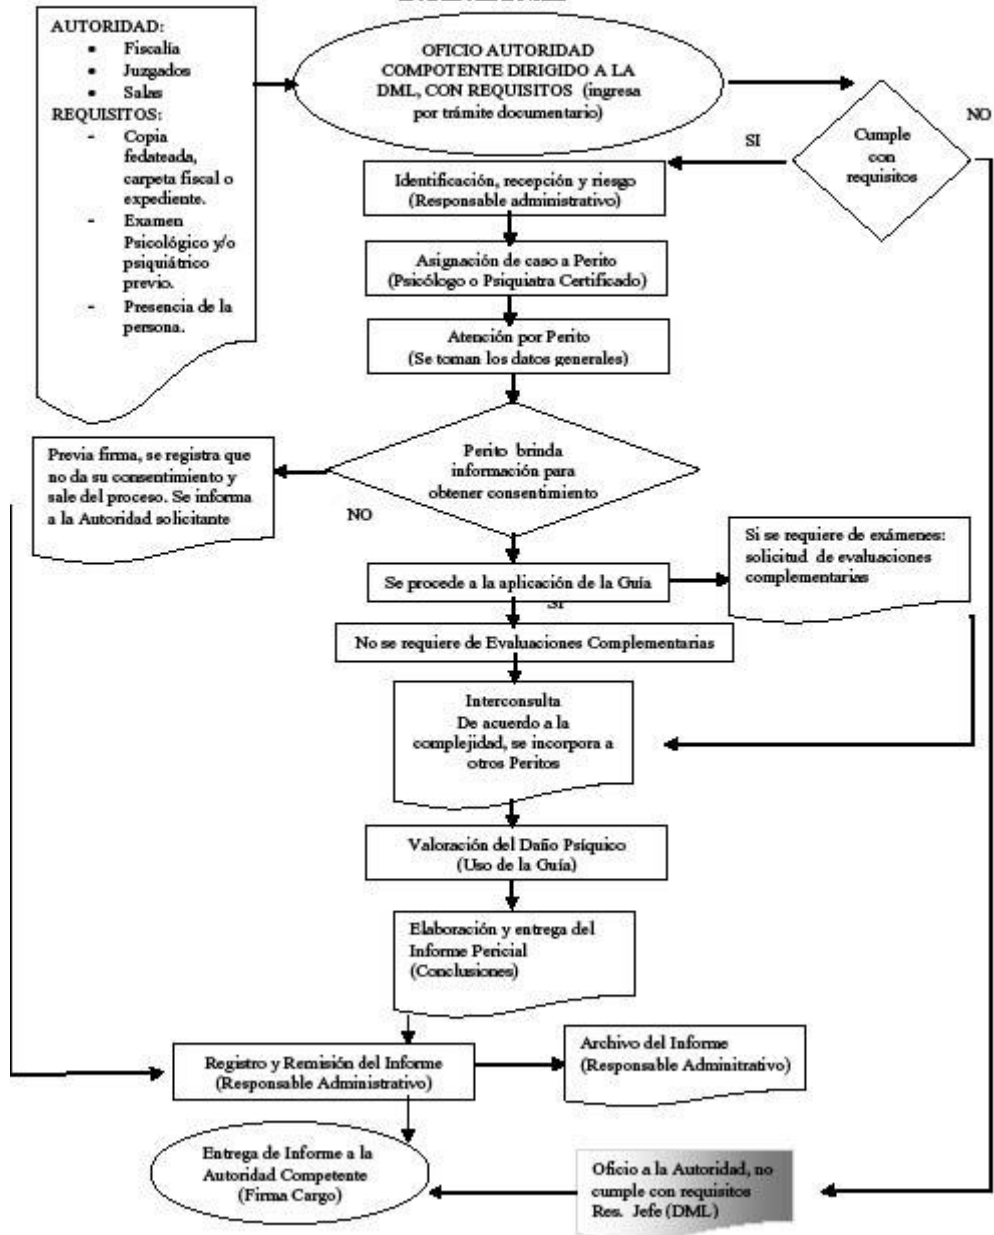 AUTORIDAD:
• Fiscalía
• Juzgados
• Salas
REQUISITOS:
- Copia
fedateada,
carpeta fiscal o
expediente.
- Examen
Psicológico y/o
psiquiátrico
previo.
- Presencia de la
persona.
OFICIO AUTORIDAD
COMPOTENTE DIRIGIDO A LA
DML, CON REQUISITOS (ingresa
por trámite documentario)
Cumple
con
requisitos
NO
SI
Identificación, recepción y riesgo
(Responsable administrativo)
Asignación de caso a Perito
(Psicólogo o Psiquiatra Certificado)
Atención por Perito
(Se toman los datos generales)
Perito brinda
información para
obtener consentimiento
NO
Previa firma, se registra que
no da su consentimiento y
sale del proceso. Se informa
a la Autoridad solicitante
Se procede a la aplicación de la Guía
SI
Si se requiere de exámenes:
solicitud de evaluaciones
complementarias
No se requiere de Evaluaciones Complementarias
Interconsulta
De acuerdo a la
complejidad, se incorpora a
otros Peritos
Valoración del Daño Psíquico
(Uso de la Guía)
Elaboración y entrega del
Informe Pericial
(Conclusiones)
Registro y Remisión del Informe
(Responsable Administrativo)
Archivo del Informe
(Responsable Adminitrativo)
Entrega de Informe a la
Autoridad Competente
(Firma Cargo)
Oficio a la Autoridad, no
cumple con requisitos
Res. Jefe (DML)